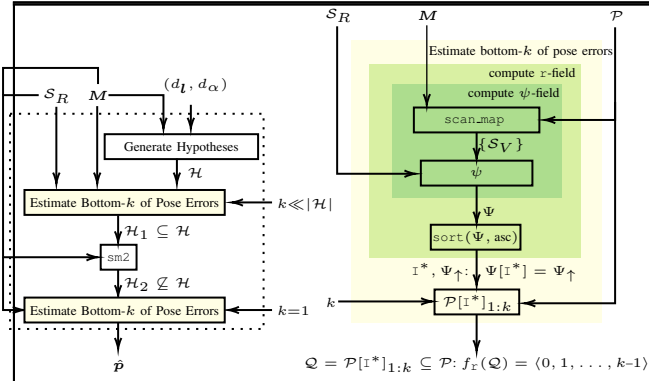 𝒮_R M (d_l, d_α)
Generate Hypotheses
ℋ
Estimate Bottom-k of Pose Errors
k≪|ℋ|
ℋ_1 ⊆ ℋ
sm2
ℋ_2 ⊈ ℋ
Estimate Bottom-k of Pose Errors
k=1
p̂
𝒮_R M 𝒫
Estimate bottom-k of pose errors
compute r-field
compute ψ-field
scan_map
{𝒮_V}
ψ
Ψ
sort(Ψ, asc)
I*, Ψ↑: Ψ[I*] = Ψ↑
k
𝒫[I*]_{1:k}
𝒬 = 𝒫[I*]_{1:k} ⊆ 𝒫: f_r(𝒬) = ⟨0, 1, . . . , k-1⟩